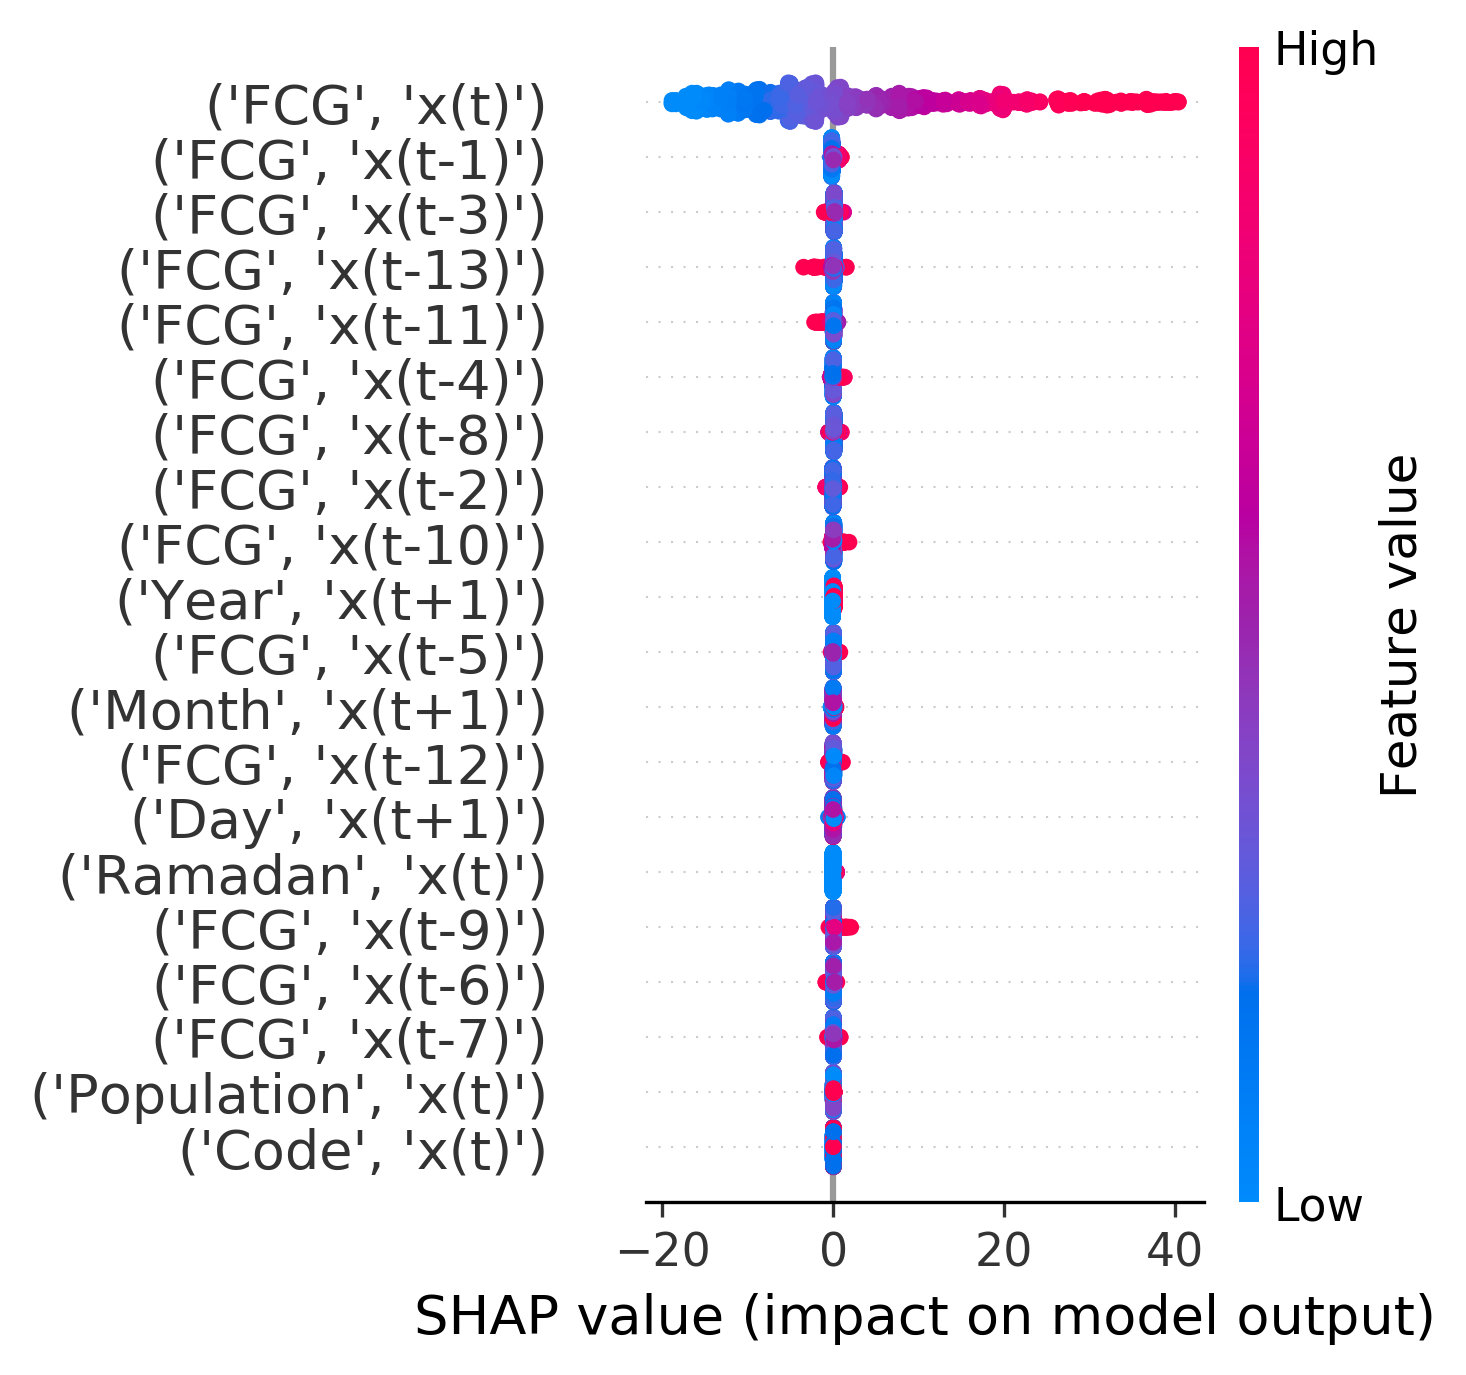 High
('FCG', 'x(t)')
('FCG', 'x(t-1)')
('FCG', 'x(t-3)')
('FCG', 'x(t-13)')
('FCG', 'x(t-11)')
('FCG', 'x(t-4)')
('FCG', 'x(t-8)')
('FCG', 'x(t-2)')
('FCG', 'x(t-10)')
('Year', 'x(t+1)')
('FCG', 'x(t-5)')
('Month', 'x(t+1)')
('FCG', 'x(t-12)')
('Day', 'x(t+1)')
('Ramadan', 'x(t)')
('FCG', 'x(t-9)')
('FCG', 'x(t-6)')
('FCG', 'x(t-7)')
('Population', 'x(t)')
('Code', 'x(t)')
Feature value
Low
−20 0 20 40
SHAP value (impact on model output)